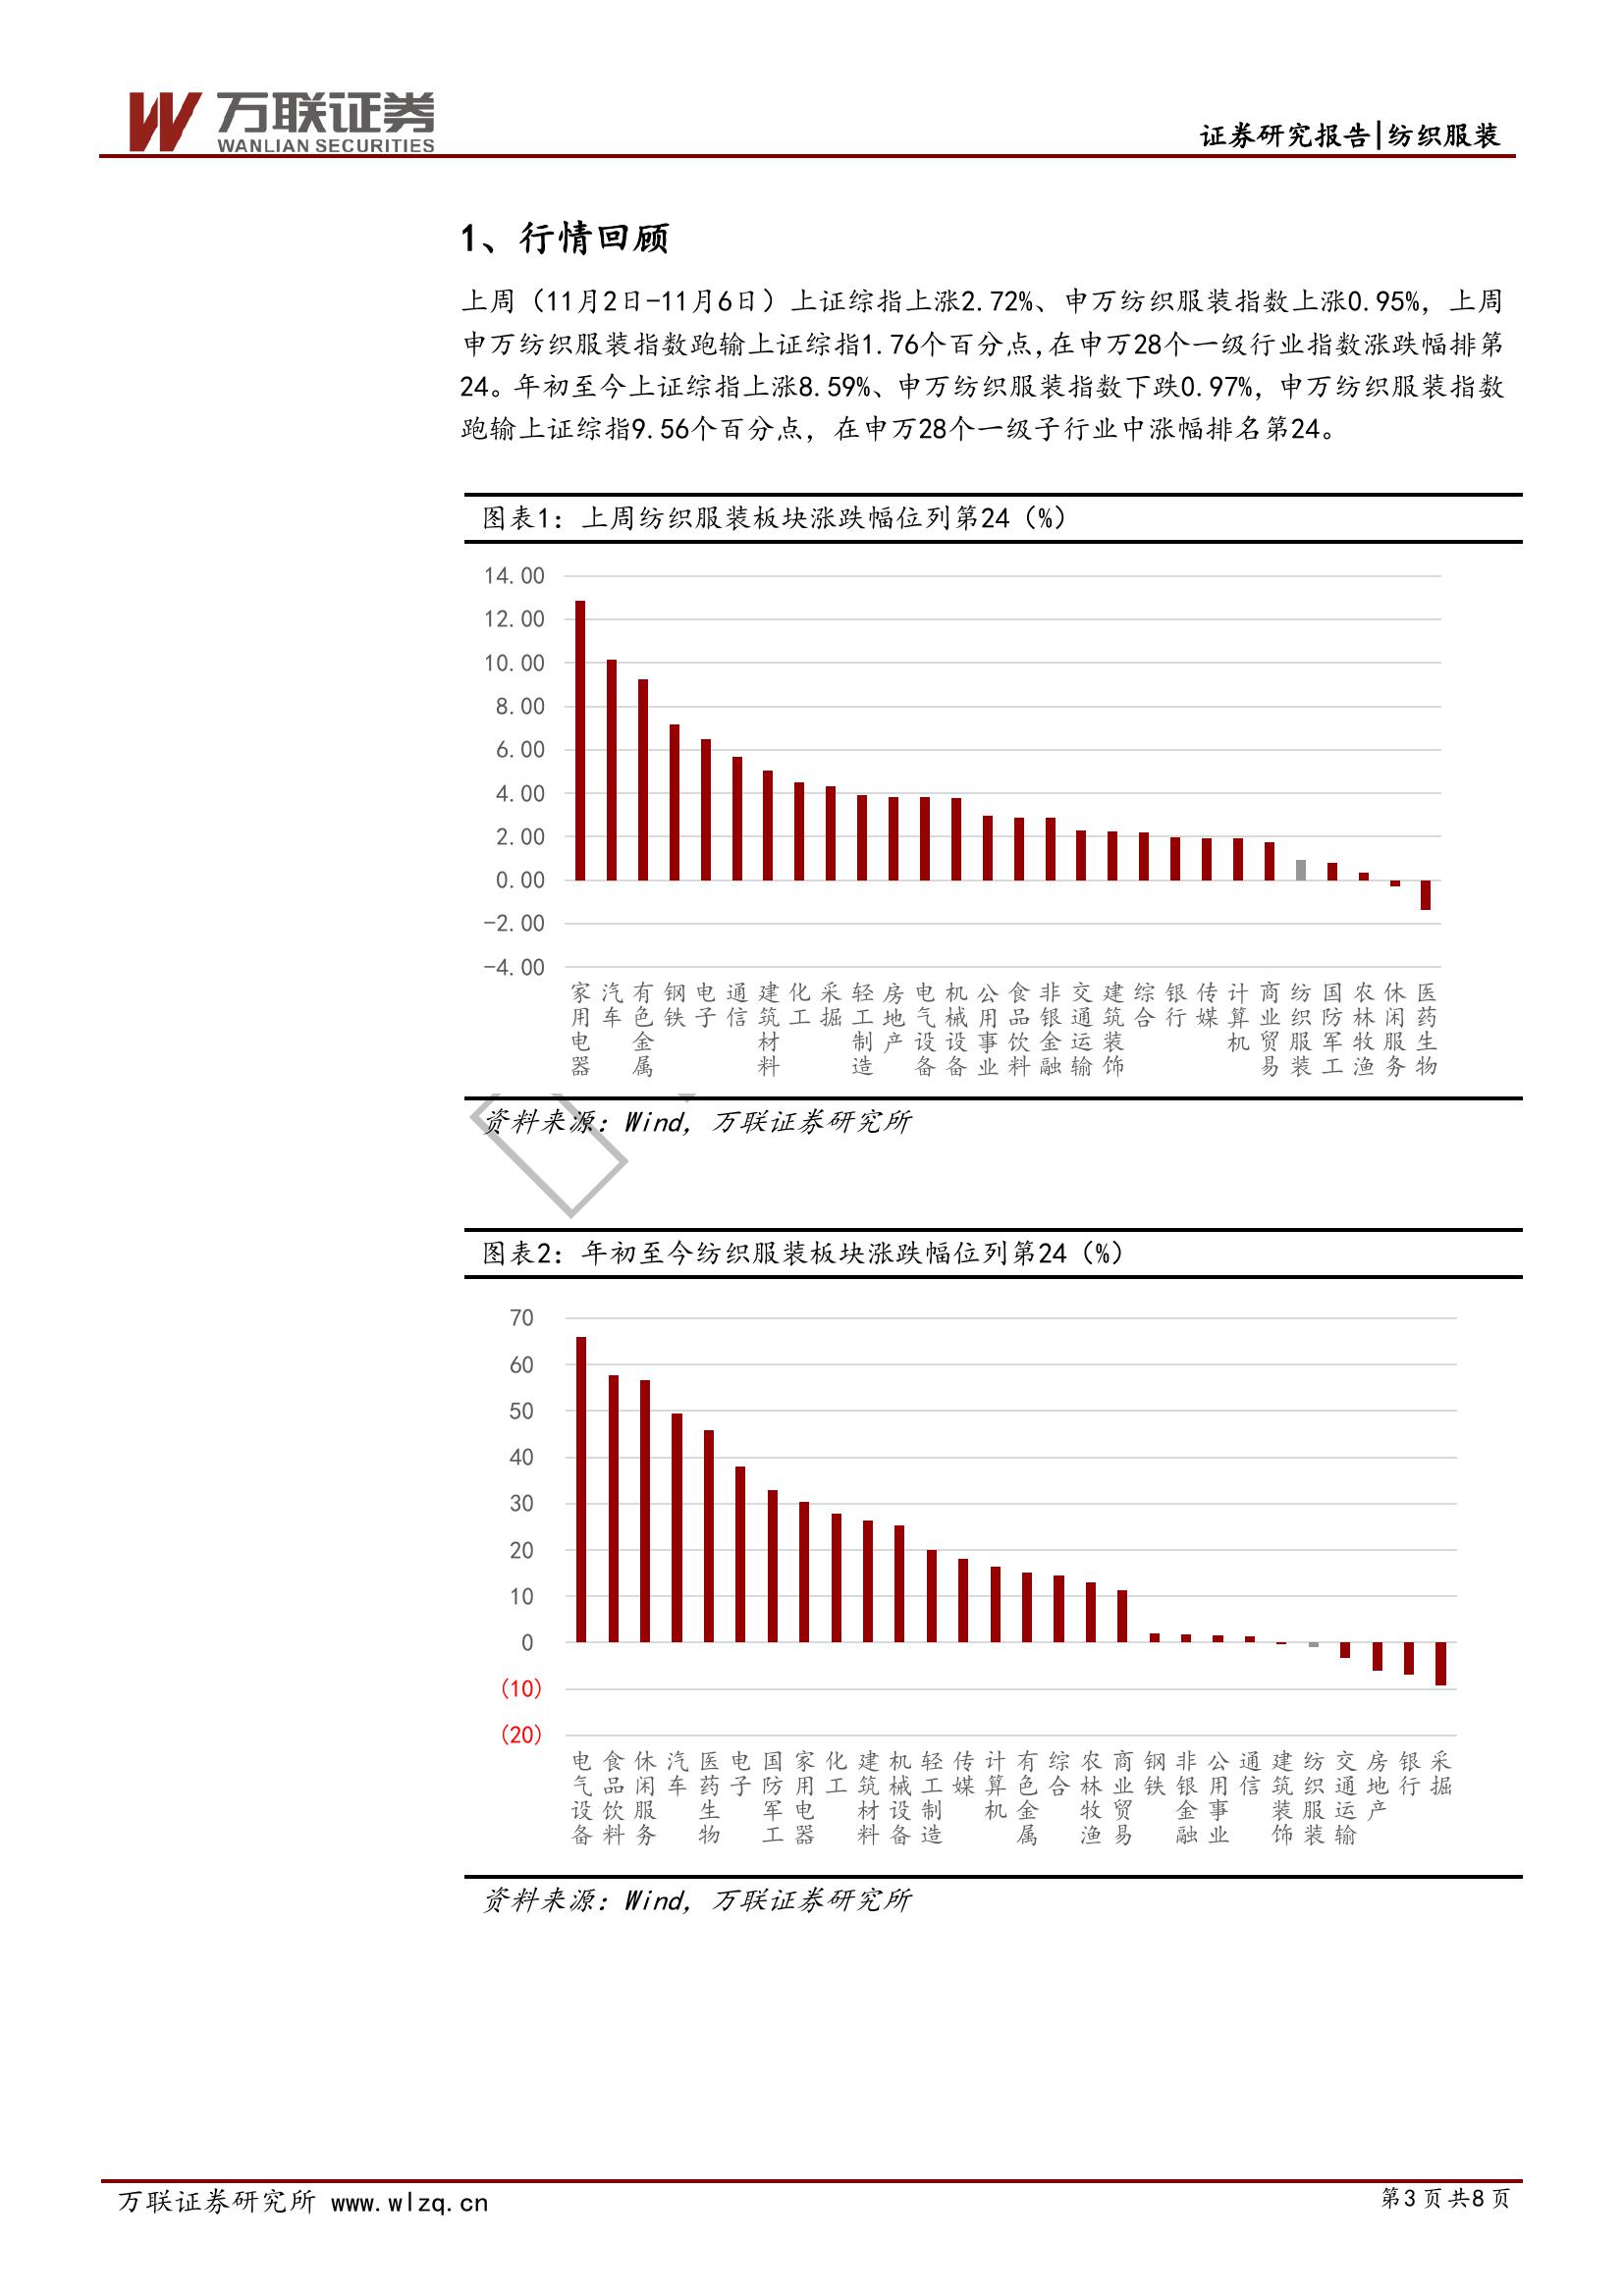 万联证券
WANLIAN SECURITIES
证券研究报告|纺织服装
1、行情回顾
上周（11月2日-11月6日）上证综指上涨2.72%、申万纺织服装指数上涨0.95%，上周
申万纺织服装指数跑输上证综指1.76个百分点,在申万28个一级行业指数涨跌幅排第
24。年初至今上证综指上涨8.59%、申万纺织服装指数下跌0.97%，申万纺织服装指数
跑输上证综指9.56个百分点，在申万28个一级子行业中涨幅排名第24。
图表1：上周纺织服装板块涨跌幅位列第24（%）
14.00
12.00
10.00
8.00
6.00
4.00
2.00
0.00
-2.00
-4.00
家用电器
汽车
有色金属
钢铁
电子
通信
建筑材料
化工
采掘
轻工制造
房地产
电气设备
机械设备
公用事业
食品饮料
非银金融
交通运输
建筑装饰
综合
银行
传媒
计算机
商业贸易
纺织服装
国防军工
农林牧渔
休闲服务
医药生物
资料来源：Wind，万联证券研究所
图表2：年初至今纺织服装板块涨跌幅位列第24（%）
70
60
50
40
30
20
10
0
(10)
(20)
电气设备
食品饮料
休闲服务
汽车
医药生物
电子
国防军工
家用电器
化工
建筑材料
机械设备
轻工制造
传媒
计算机
有色金属
综合
农林牧渔
商业贸易
钢铁
非银金融
公用事业
通信
建筑装饰
纺织服装
交通运输
房地产
银行
采掘
资料来源：Wind，万联证券研究所
万联证券研究所 www.wlzq.cn
第3页共8页